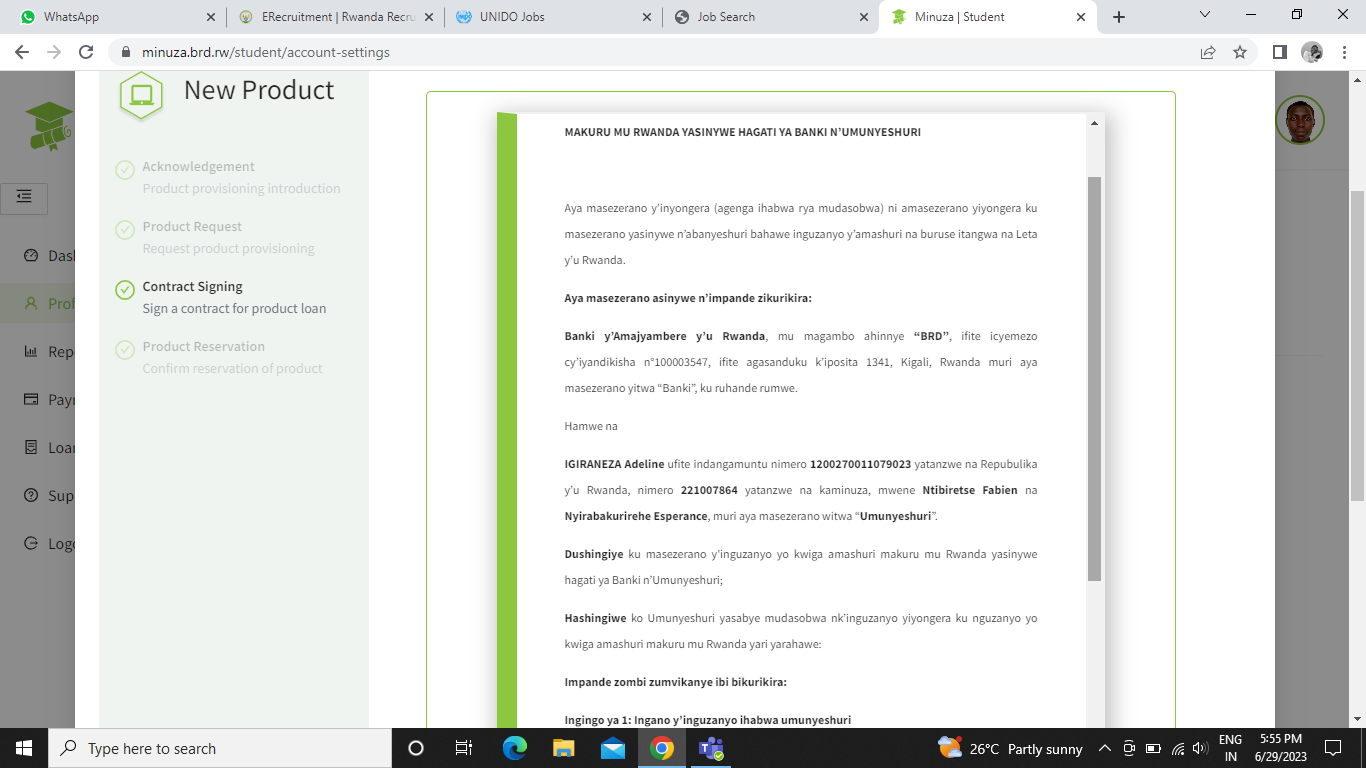 WhatsApp
ERecruitment | Rwanda Recru
UNIDO Jobs
Job Search
Minuza | Student
minuza.brd.rw/student/account-settings
New Product
Acknowledgement
Product provisioning introduction
Product Request
Request product provisioning
Contract Signing
Sign a contract for product loan
Product Reservation
Confirm reservation of product
Dash
Prof
Rep
Payr
Loar
Sup
Logo
MAKURU MU RWANDA YASINYWE HAGATI YA BANKI N’UMUNYESHURI
Aya masezerano y’inyongera (agenga ihabwa rya mudasobwa) ni amasezerano yiyongera ku
masezerano yasinywe n’abanyeshuri bahawe inguzanyo y’amashuri na buruse itangwa na Leta
y’u Rwanda.
Aya masezerano asinywe n’impande zikurikira:
Banki y’Amajyambere y’u Rwanda, mu magambo ahinnye “BRD”, ifite icyemezo
cy’iyandikisha n°100003547, ifite agasanduku k’iposita 1341, Kigali, Rwanda muri aya
masezerano yitwa “Banki”, ku ruhande rumwe.
Hamwe na
IGIRANEZA Adeline ufite indangamuntu nimero 1200270011079023 yatanzwe na Repubulika
y’u Rwanda, nimero 221007864 yatanzwe na kaminuza, mwene Ntibiretse Fabien na
Nyirabakurirehe Esperance, muri aya masezerano witwa “Umunyeshuri”.
Dushingiye ku masezerano y’inguzanyo yo kwiga amashuri makuru mu Rwanda yasinywe
hagati ya Banki n’Umunyeshuri;
Hashingiwe ko Umunyeshuri yasabye mudasobwa nk’inguzanyo yiyongera ku nguzanyo yo
kwiga amashuri makuru mu Rwanda yari yarahawe:
Impande zombi zumvikanye ibi bikurikira:
Ingingo ya 1: Ingano y’inguzanyo ihabwa umunyeshuri
Type here to search
26°C Partly sunny
ENG
IN
5:55 PM
6/29/2023